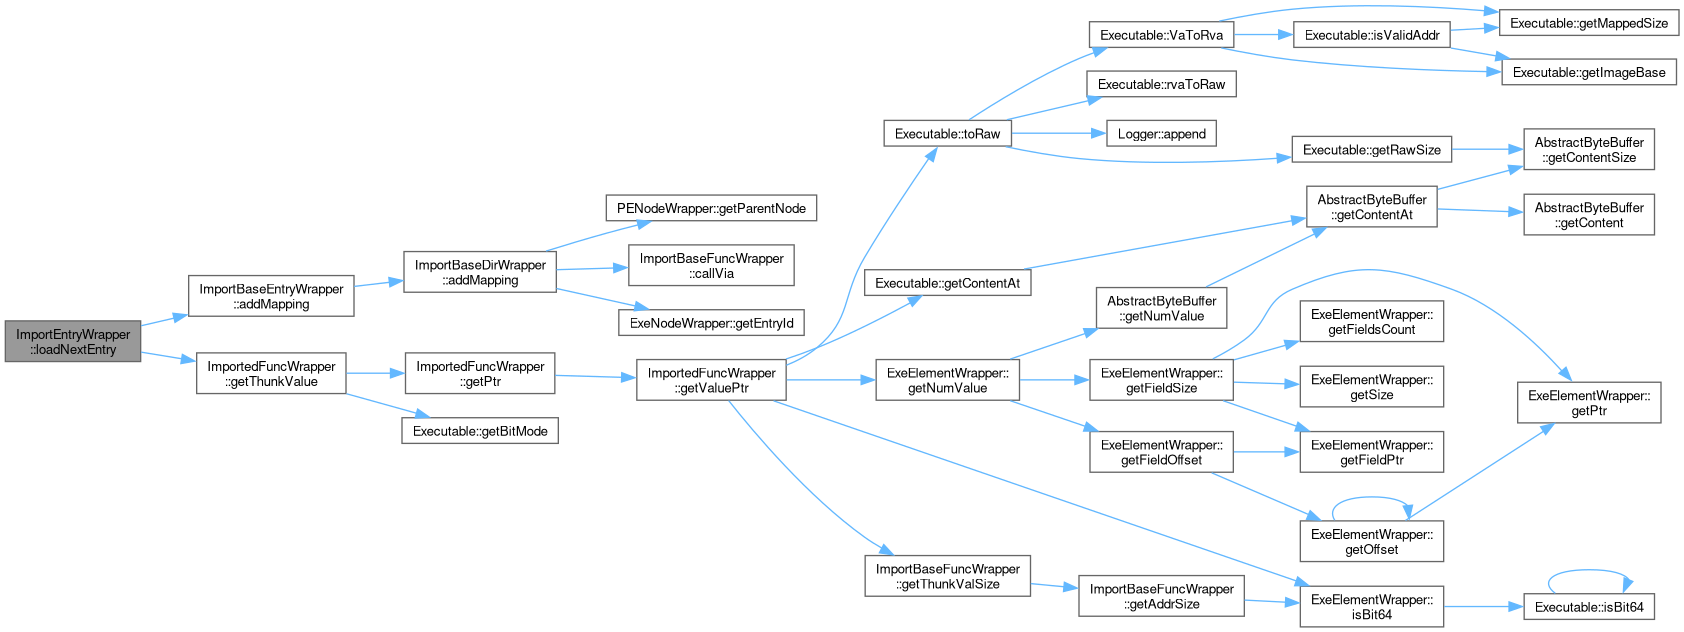 ImportEntryWrapper
::loadNextEntry
ImportBaseEntryWrapper
::addMapping
ImportedFuncWrapper
::getThunkValue
ImportBaseDirWrapper
::addMapping
ImportedFuncWrapper
::getPtr
Executable::getBitMode
PENodeWrapper::getParentNode
ImportBaseFuncWrapper
::callVia
ExeNodeWrapper::getEntryId
ImportedFuncWrapper
::getValuePtr
Executable::toRaw
Executable::getContentAt
ExeElementWrapper::
getNumValue
ImportBaseFuncWrapper
::getThunkValSize
Executable::VaToRva
Executable::rvaToRaw
Logger::append
AbstractByteBuffer
::getNumValue
ExeElementWrapper::
getFieldSize
ExeElementWrapper::
getFieldOffset
ImportBaseFuncWrapper
::getAddrSize
Executable::isValidAddr
Executable::getRawSize
AbstractByteBuffer
::getContentAt
ExeElementWrapper::
getFieldsCount
ExeElementWrapper::
getSize
ExeElementWrapper::
getFieldPtr
ExeElementWrapper::
getOffset
ExeElementWrapper::
isBit64
Executable::getMappedSize
Executable::getImageBase
AbstractByteBuffer
::getContentSize
AbstractByteBuffer
::getContent
ExeElementWrapper::
getPtr
Executable::isBit64